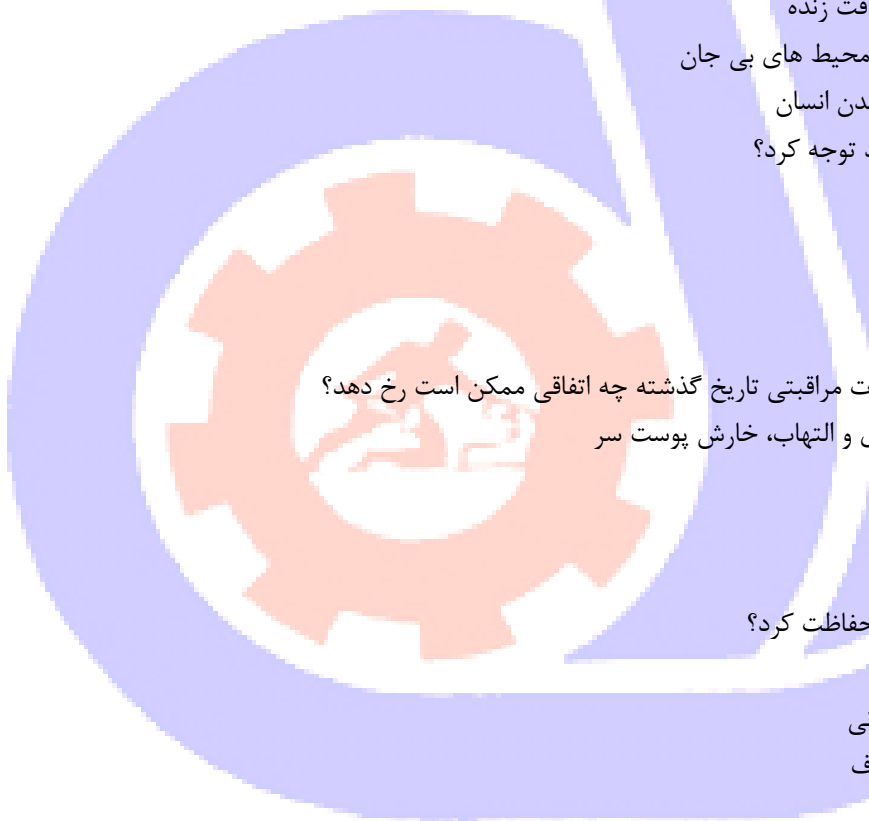 فت زنده
محیط های بی جان
دن انسان
د توجه کرد؟
ت مراقبتی تاریخ گذشته چه اتفاقی ممکن است رخ دهد؟
ی و التهاب، خارش پوست سر
حفاظت کرد؟
ی
ف